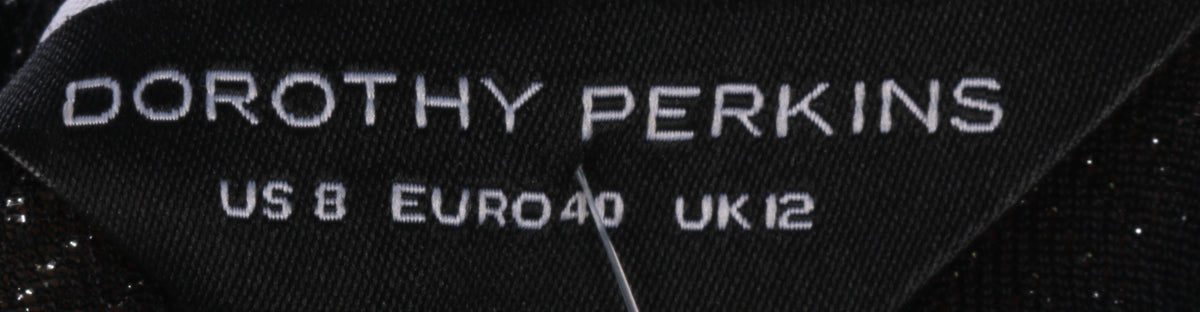 DOROTHY PERKINS
US 8 EURO 40 UK 12